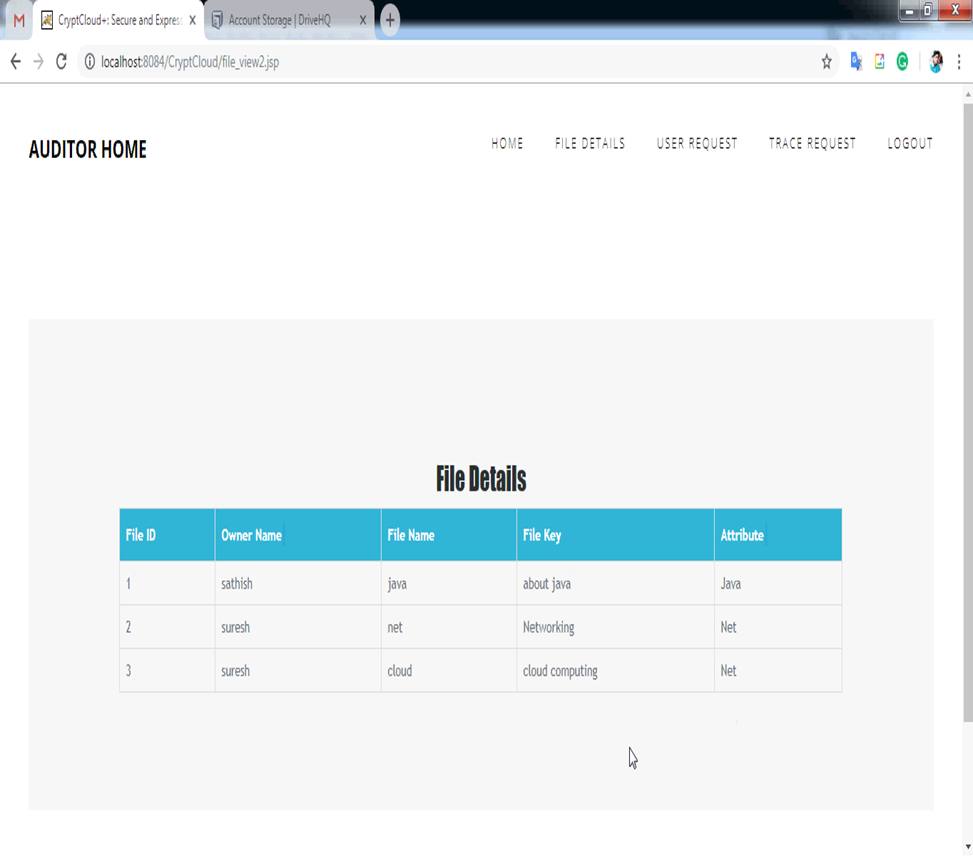 M CryptCloud+: Secure and Expres × Account Storage | DriveHQ × +
localhost:8084/CryptCloud/file_view2.jsp
AUDITOR HOME HOME FILE DETAILS USER REQUEST TRACE REQUEST LOGOUT
File Details
File ID Owner Name File Name File Key Attribute
1 sathish java about java Java
2 suresh net Networking Net
3 suresh cloud cloud computing Net